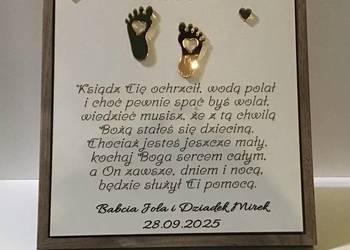 Ksiądz Cię ochrzcił, wodą polał
i choć pewnie spać byś wolał,
wiedzieć musisz, że z tą chwilą
Bożą stałeś się dzieciną.
Chociaż jesteś jeszcze mały,
kochaj Boga sercem całym,
a On zawsze, dniem i nocą,
będzie służył Ci pomocą.
Babcia Jola i Dziadek Mirek
28.09.2025